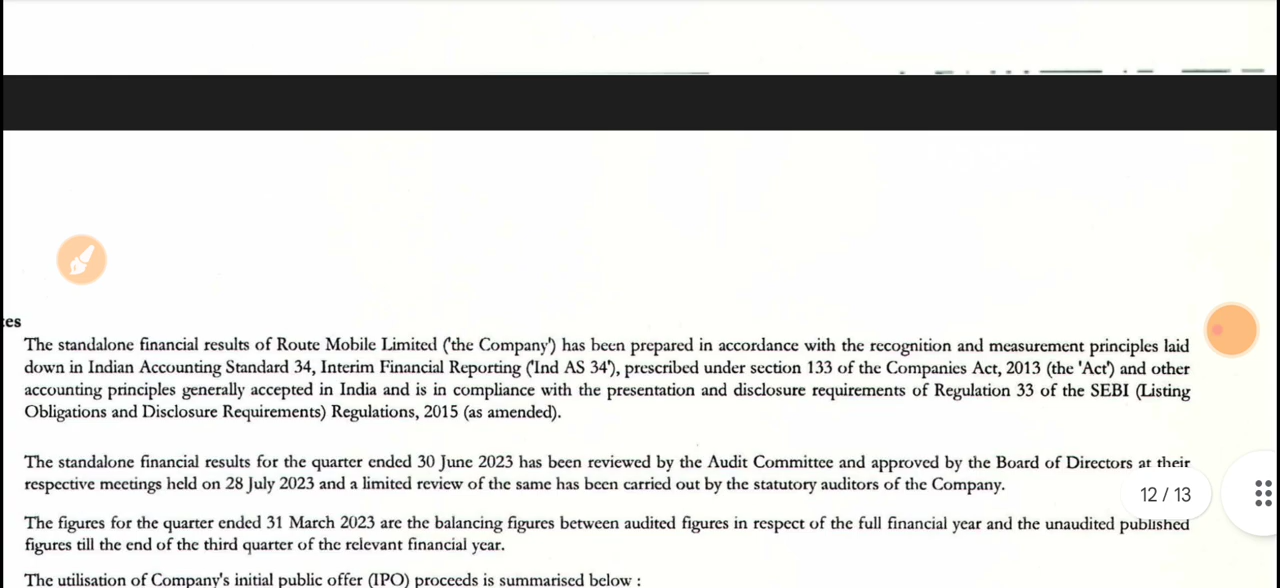 The standalone financial results of Route Mobile Limited ('the Company') has been prepared in accordance with the recognition and measurement principles laid
down in Indian Accounting Standard 34, Interim Financial Reporting ('Ind AS 34'), prescribed under section 133 of the Companies Act, 2013 (the 'Act') and other
accounting principles generally accepted in India and is in compliance with the presentation and disclosure requirements of Regulation 33 of the SEBI (Listing
Obligations and Disclosure Requirements) Regulations, 2015 (as amended).
The standalone financial results for the quarter ended 30 June 2023 has been reviewed by the Audit Committee and approved by the Board of Directors at their
respective meetings held on 28 July 2023 and a limited review of the same has been carried out by the statutory auditors of the Company.
12 / 13
The figures for the quarter ended 31 March 2023 are the balancing figures between audited figures in respect of the full financial year and the unaudited published
figures till the end of the third quarter of the relevant financial year.
The utilisation of Company's initial public offer (IPO) proceeds is summarised below :